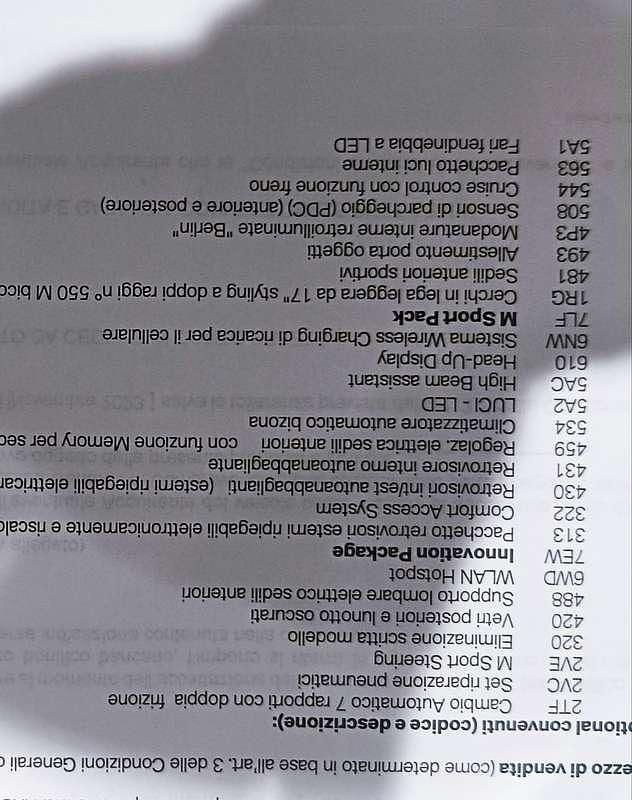 ezzo di vendita (come determinato in base all'art. 3 delle Condizioni Generali
ptional convenuti (codice e descrizione):
2TF Cambio Automatico 7 rapporti con doppia frizione
2VC Set riparazione pneumatici
2VE M Sport Steering
320 Eliminazione scritta modello
420 Vetri posteriori e lunotto oscurati
488 Supporto lombare elettrico sedili anteriori
6WD WLAN Hotspot
7EW Innovation Package
313 Pacchetto retrovisori esterni ripiegabili elettronicamente e riscal
322 Comfort Access System
430 Retrovisori int/est autoanabbaglianti (esterni ripiegabili elettrican
431 Retrovisore interno autoanabbagliante
459 Regolaz. elettrica sedili anteriori con funzione Memory per sed
534 Climatizzatore automatico bizona
5A2 LUCI - LED
5AC High Beam assistant
610 Head-Up Display
6NW Sistema Wireless Charging di ricarica per il cellulare
7LF M Sport Pack
1RG Cerchi in lega leggera da 17" styling a doppi raggi n° 550 M bico
481 Sedili anteriori sportivi
493 Allestimento porta oggetti
4P3 Modanature interne retroilluminate "Berlin"
508 Sensori di parcheggio (PDC) (anteriore e posteriore)
544 Cruise control con funzione freno
563 Pacchetto luci interne
5A1 Fari fendinebbia a LED